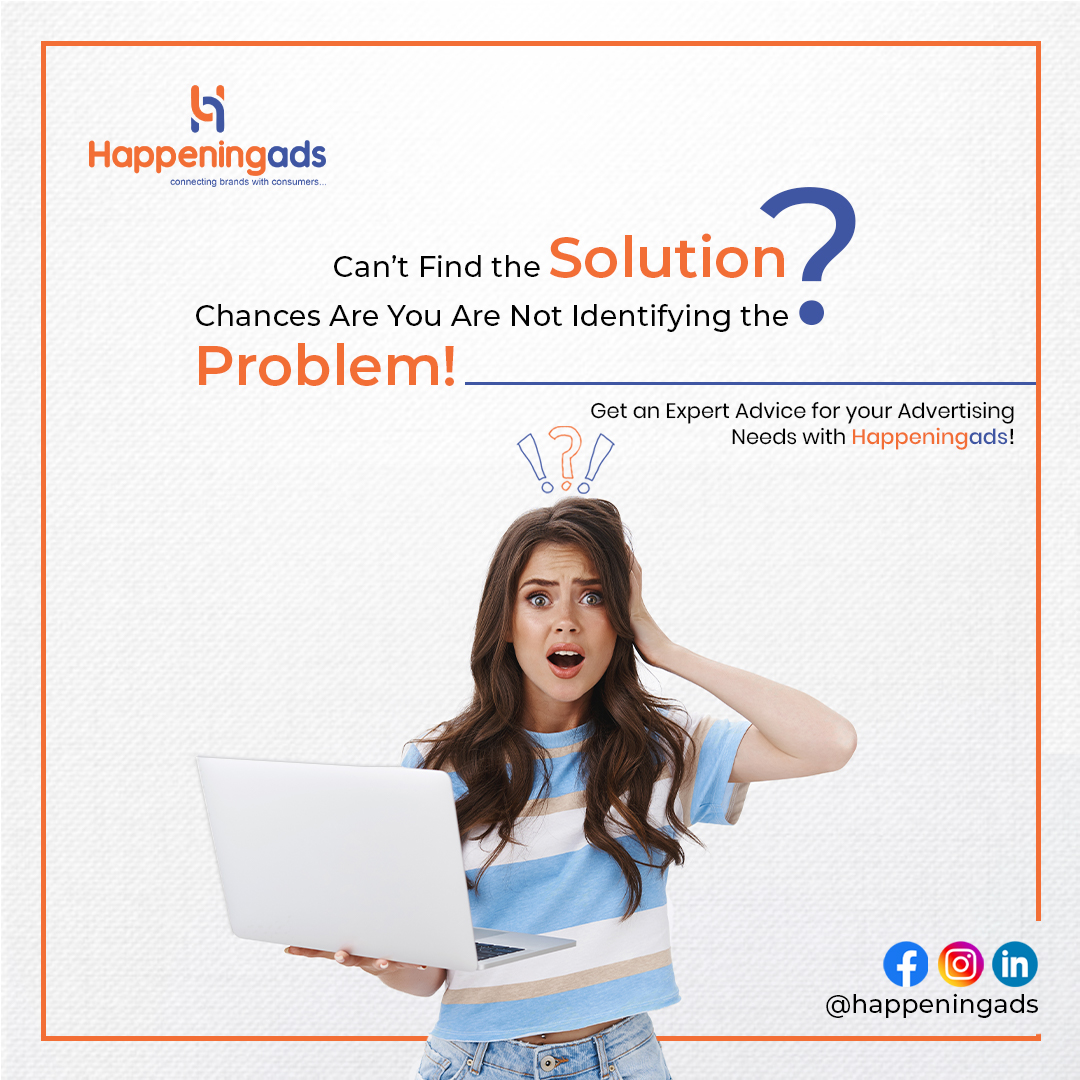 Happeningads
connecting brands with consumers...
Can't Find the Solution?
Chances Are You Are Not Identifying the
Problem!
Get an Expert Advice for your Advertising
Needs with Happeningads!
!?!
@happeningads